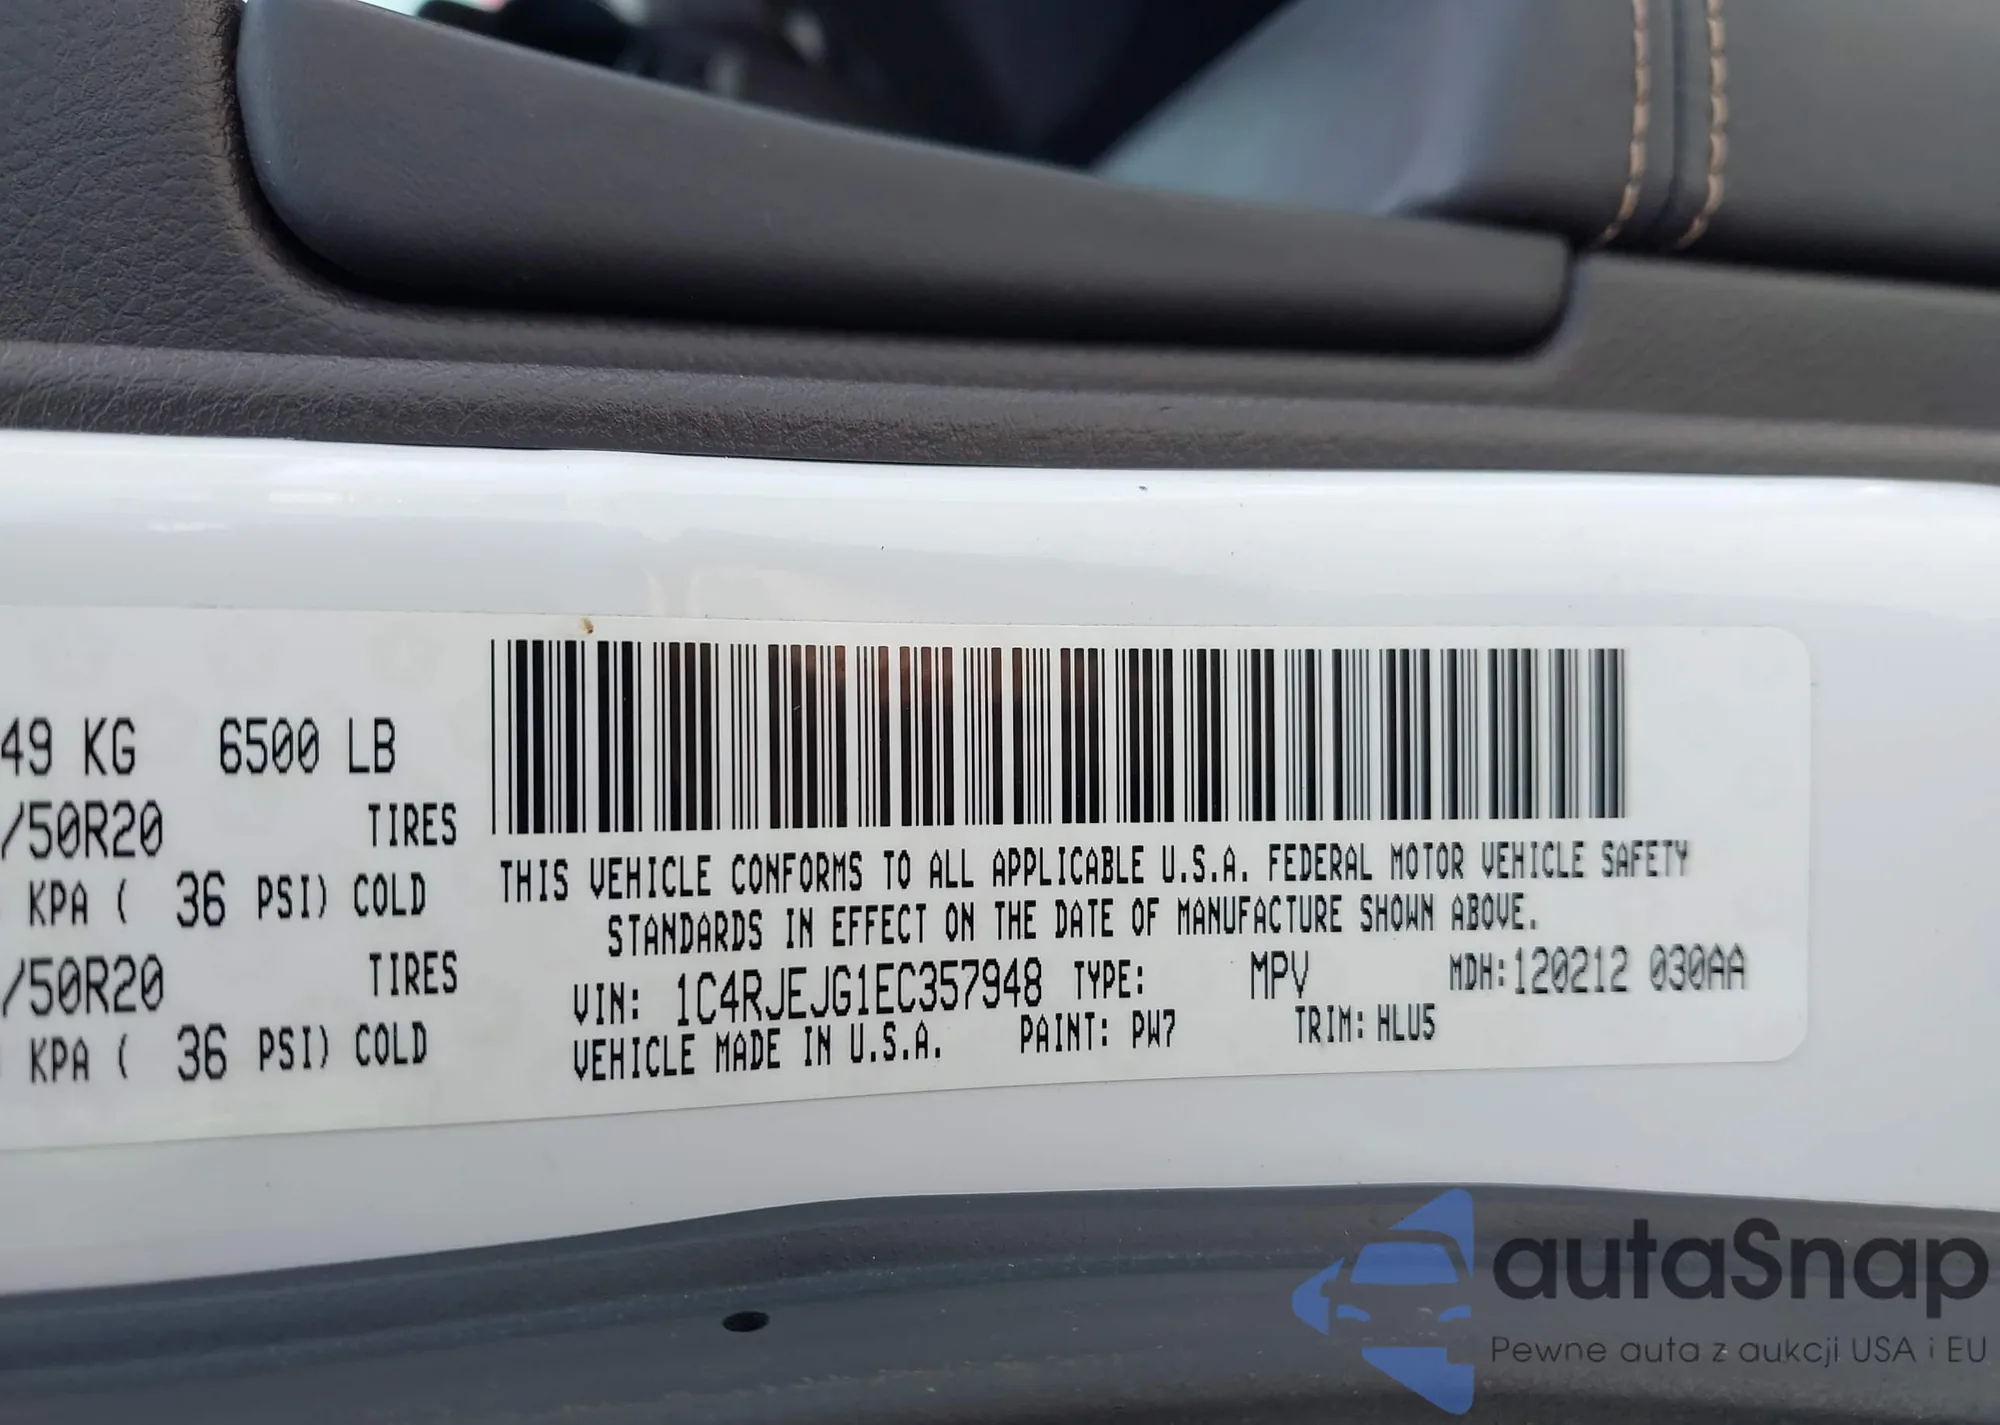 49 KG 6500 LB
/50R20 TIRES
KPA ( 36 PSI) COLD
/50R20 TIRES
KPA ( 36 PSI) COLD
THIS VEHICLE CONFORMS TO ALL APPLICABLE U.S.A. FEDERAL MOTOR VEHICLE SAFETY
STANDARDS IN EFFECT ON THE DATE OF MANUFACTURE SHOWN ABOVE.
VIN: 1C4RJEJG1EC357948 TYPE: MPV MDH:120212 030AA
VEHICLE MADE IN U.S.A. PAINT: PW7 TRIM: HLU5
autaSnap
Pewne auta z aukcji USA i EU